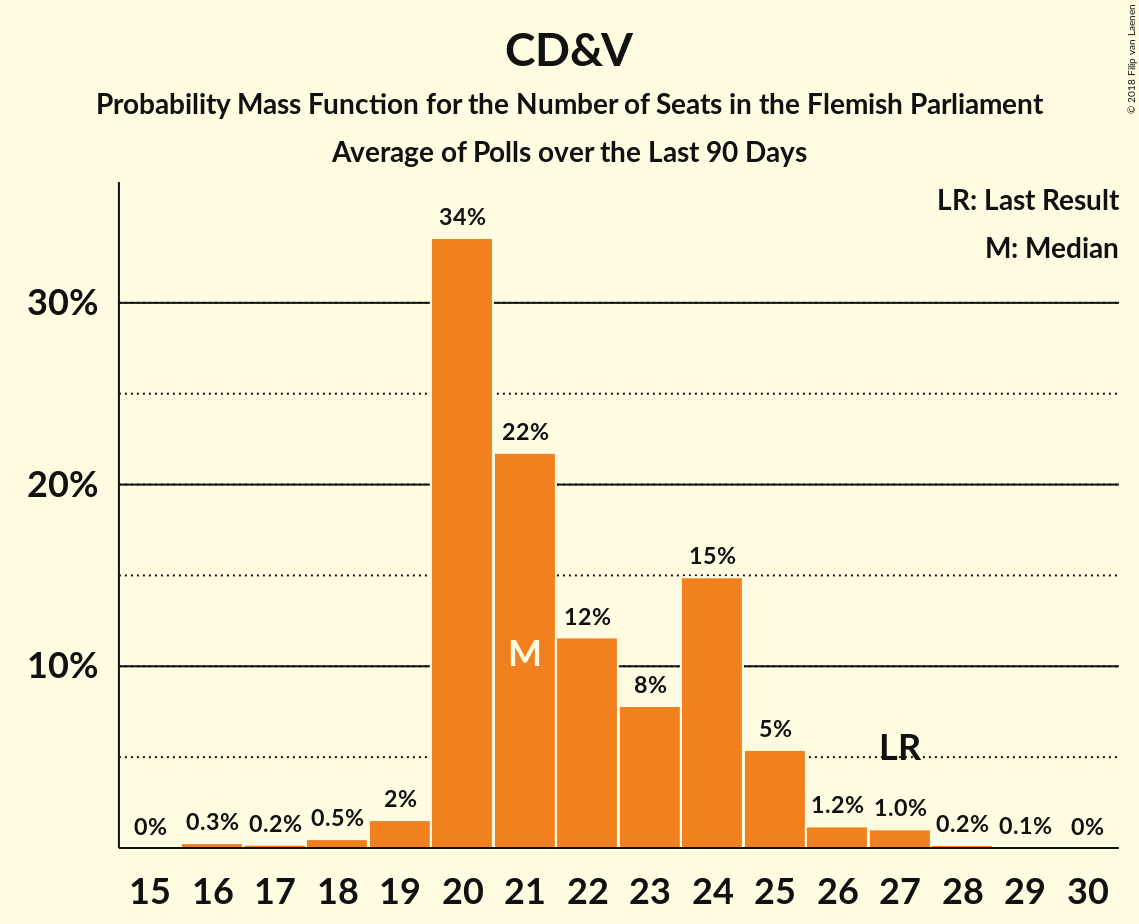 CD&V
Probability Mass Function for the Number of Seats in the Flemish Parliament
Average of Polls over the Last 90 Days
© 2018 Filip van Laenen
LR: Last Result
M: Median
34%
30%
22%
20%
15%
12%
M
10%
8%
5%
LR
2%
1.2%
1.0%
0%
0.3%
0.2%
0.5%
0.2%
0.1%
0%
15 16 17 18 19 20 21 22 23 24 25 26 27 28 29 30